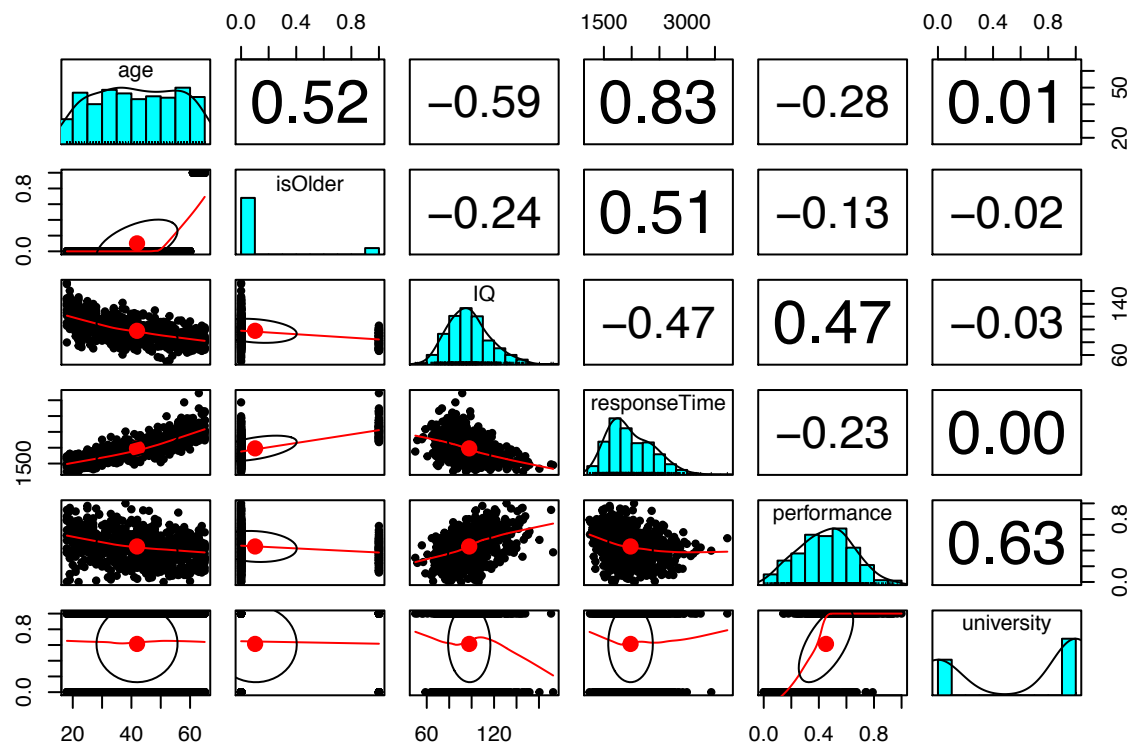 0.0 0.4 0.8 1500 3000 0.0 0.4 0.8
age 0.52 −0.59 0.83 −0.28 0.01 20 50
0.0 0.8 isOlder −0.24 0.51 −0.13 −0.02
IQ −0.47 0.47 −0.03 60 140
1500 responseTime −0.23 0.00
performance 0.63 0.0 0.8
0.0 0.8 university
20 40 60 60 120 0.0 0.4 0.8